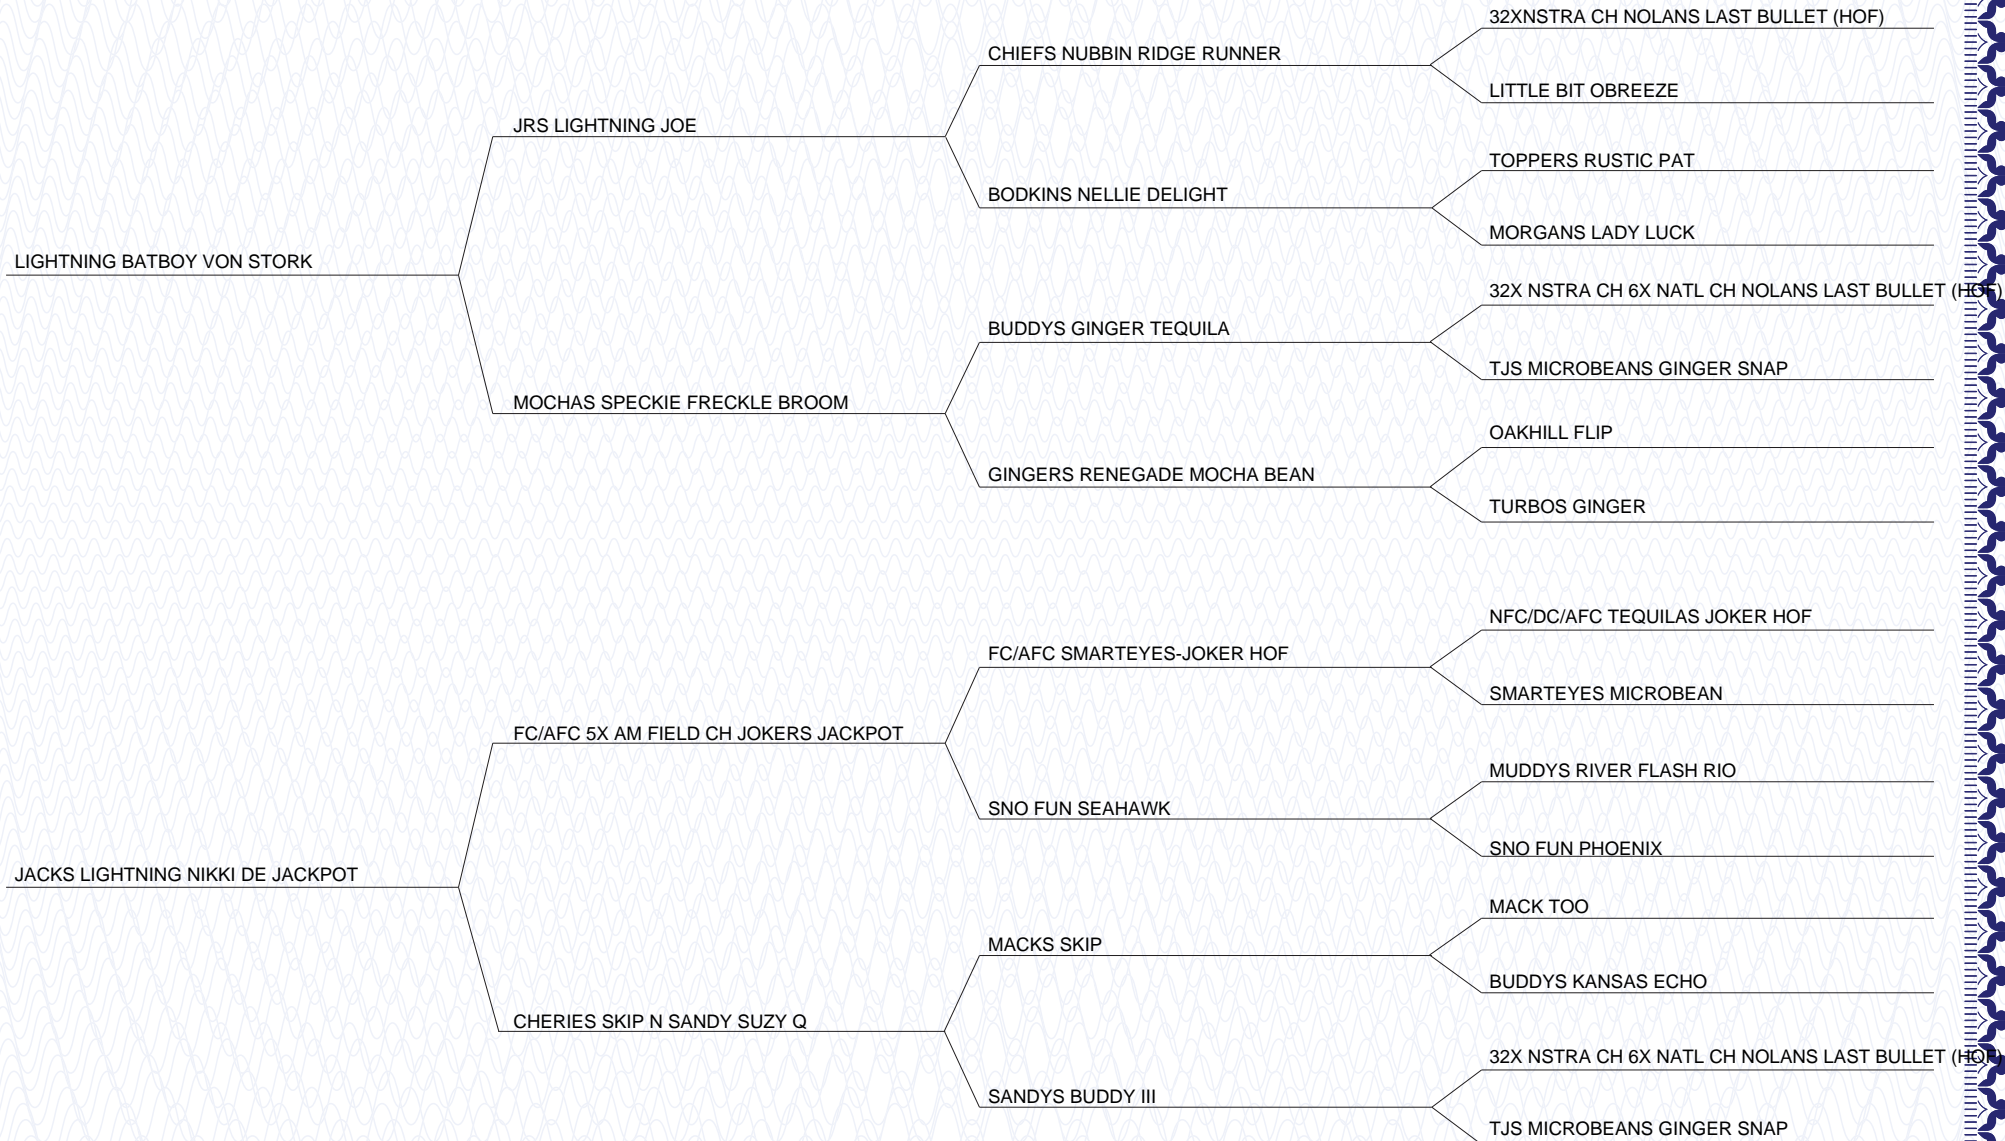 32XNSTRA CH NOLANS LAST BULLET (HOF)
CHIEFS NUBBIN RIDGE RUNNER
LITTLE BIT OBREEZE
JRS LIGHTNING JOE
TOPPERS RUSTIC PAT
BODKINS NELLIE DELIGHT
MORGANS LADY LUCK
LIGHTNING BATBOY VON STORK
32X NSTRA CH 6X NATL CH NOLANS LAST BULLET (HOF)
BUDDYS GINGER TEQUILA
TJS MICROBEANS GINGER SNAP
MOCHAS SPECKIE FRECKLE BROOM
OAKHILL FLIP
GINGERS RENEGADE MOCHA BEAN
TURBOS GINGER
NFC/DC/AFC TEQUILAS JOKER HOF
FC/AFC SMARTEYES-JOKER HOF
SMARTEYES MICROBEAN
FC/AFC 5X AM FIELD CH JOKERS JACKPOT
MUDDYS RIVER FLASH RIO
SNO FUN SEAHAWK
SNO FUN PHOENIX
JACKS LIGHTNING NIKKI DE JACKPOT
MACK TOO
MACKS SKIP
BUDDYS KANSAS ECHO
CHERIES SKIP N SANDY SUZY Q
32X NSTRA CH 6X NATL CH NOLANS LAST BULLET (HOF)
SANDYS BUDDY III
TJS MICROBEANS GINGER SNAP